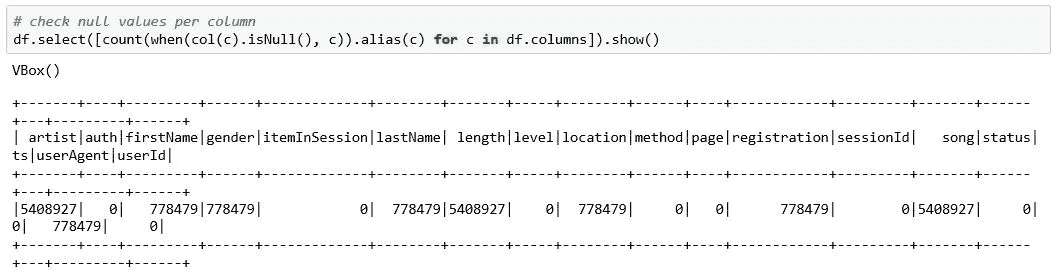 # check null values per column
df.select([count(when(col(c).isNull(), c)).alias(c) for c in df.columns]).show()
VBox()
+-------+----+---------+------+-------------+--------+-------+-----+--------+------+----+------------+---------+-------+------
+---+---------+------+
| artist|auth|firstName|gender|itemInSession|lastName| length|level|location|method|page|registration|sessionId|   song|status|
ts|userAgent|userId|
+-------+----+---------+------+-------------+--------+-------+-----+--------+------+----+------------+---------+-------+------
+---+---------+------+
|5408927|   0|   778479|778479|            0|  778479|5408927|    0|  778479|     0|   0|      778479|        0|5408927|     0|
0|   778479|     0|
+-------+----+---------+------+-------------+--------+-------+-----+--------+------+----+------------+---------+-------+------
+---+---------+------+